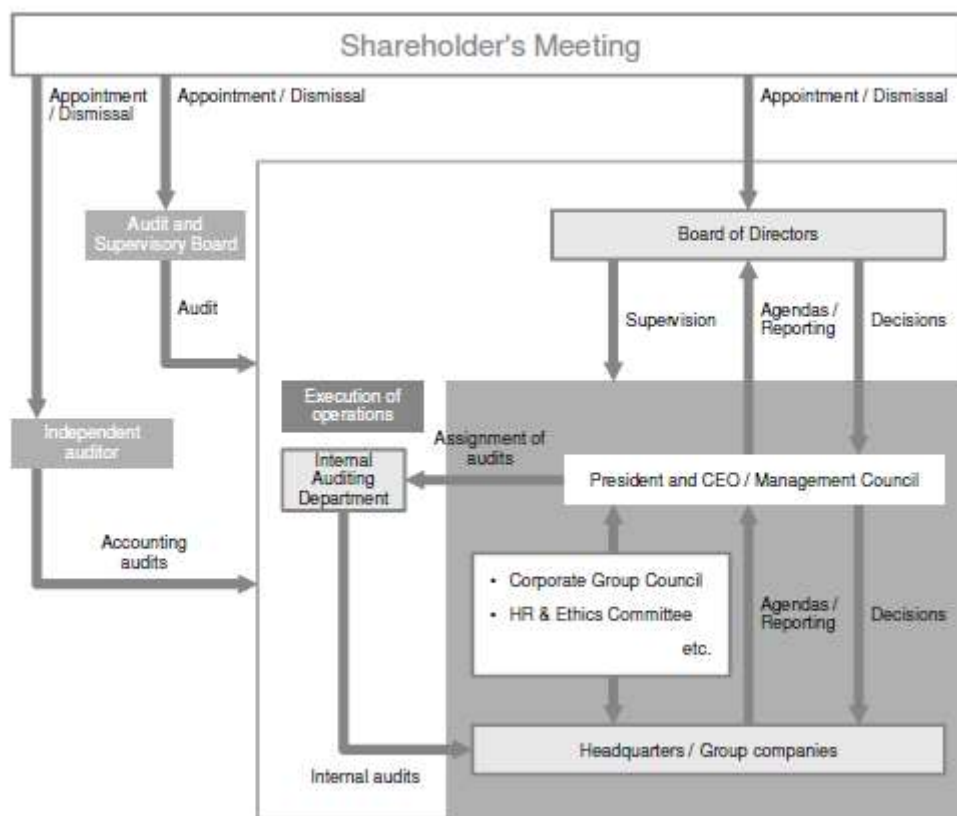 Shareholder's Meeting
Appointment
/ Dismissal
Appointment / Dismissal
Appointment / Dismissal
Audit and
Supervisory Board
Board of Directors
Audit
Supervision
Agendas /
Reporting
Decisions
Execution of
operations
Independent
auditor
Assignment of
audits
Internal
Auditing
Department
President and CEO / Management Council
Accounting
audits
• Corporate Group Council
• HR & Ethics Committee
etc.
Agendas /
Reporting
Decisions
Headquarters / Group companies
Internal audits